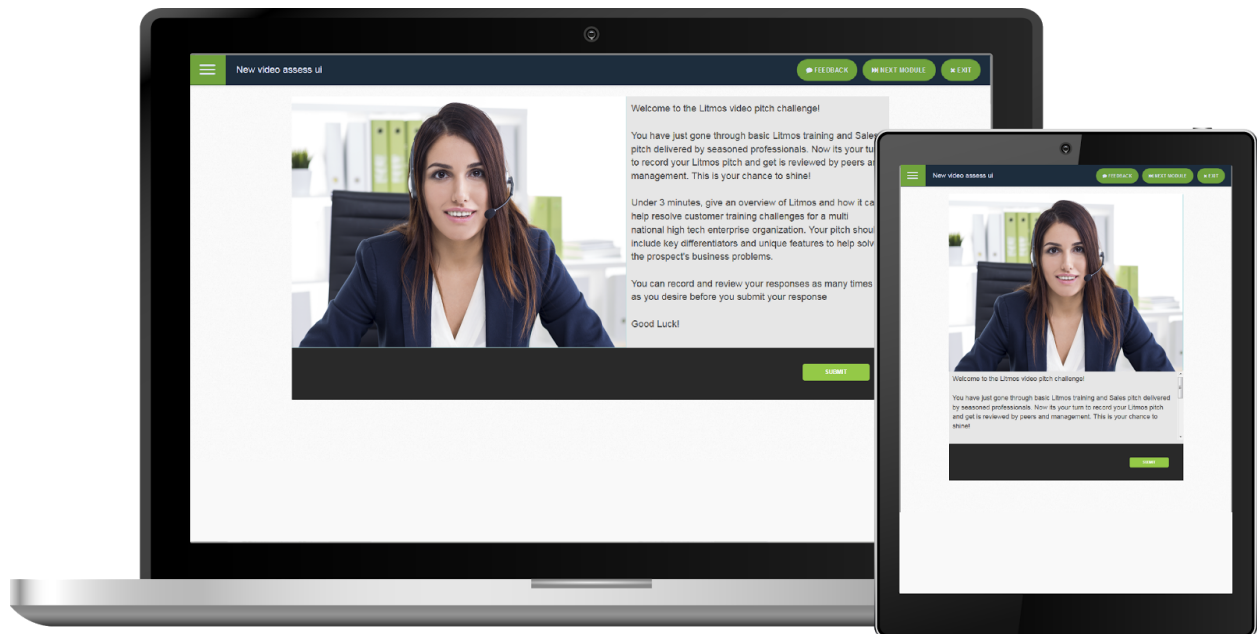 New video assess ui
FEEDBACK
NEXT MODULE
EXIT
Welcome to the Litmos video pitch challenge!
You have just gone through basic Litmos training and Sales
pitch delivered by seasoned professionals. Now its your
to record your Litmos pitch and get is reviewed by peers
management. This is your chance to shine!
Under 3 minutes, give an overview of Litmos and how it
help resolve customer training challenges for a multi
national high tech enterprise organization. Your pitch
include key differentiators and unique features to help
the prospect's business problems.
You can record and review your responses as many times
as you desire before you submit your response
Good Luck!
SUBMIT
New video assess ui
FEEDBACK
NEXT MODULE
EXIT
Welcome to the Litmos video pitch challenge!
You have just gone through basic Litmos training and Sales pitch delivered
by seasoned professionals. Now its your turn to record your Litmos pitch
and get is reviewed by peers and management. This is your chance to
shine!
SUBMIT